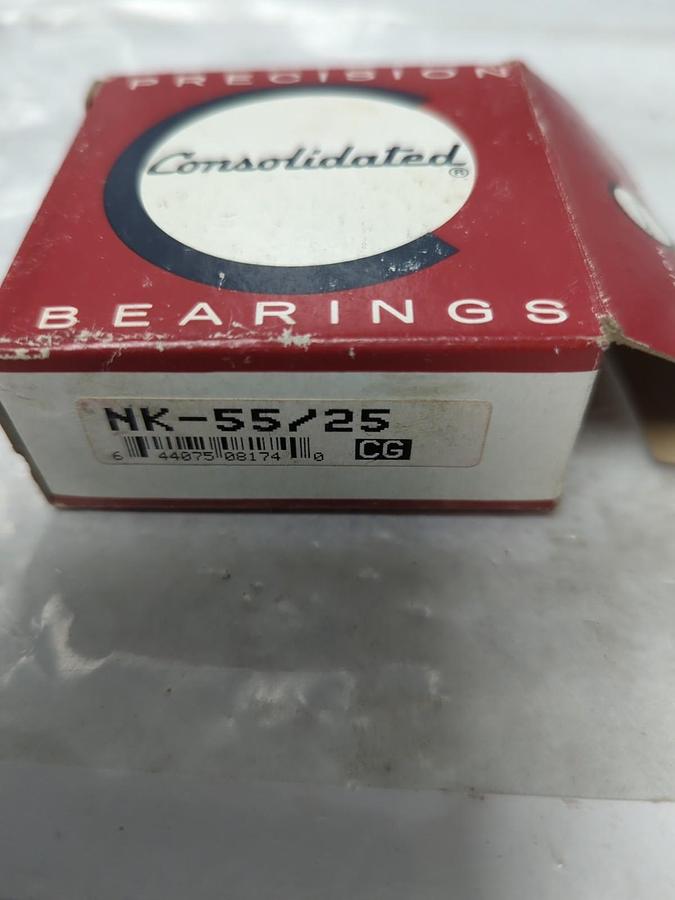 PRECISION
Consolidated®
BEARINGS
NK-55/25
6 44075 08174 0 CG